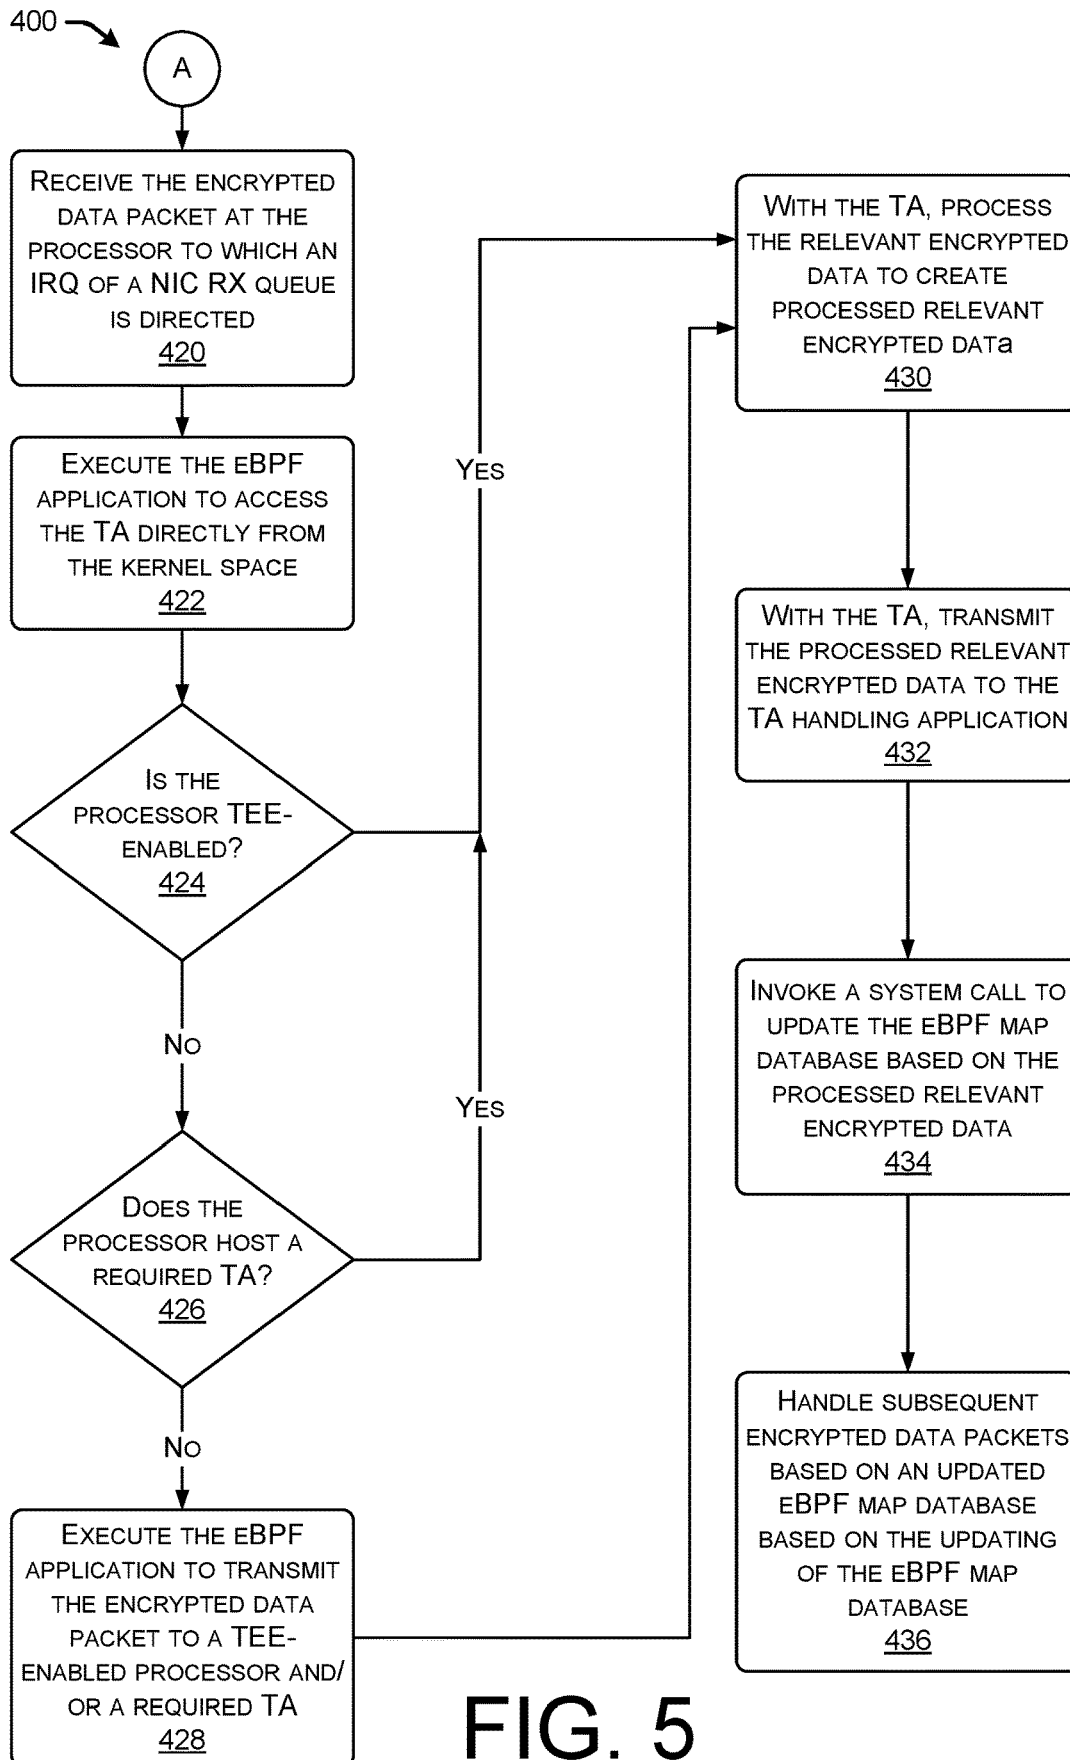 400
A
RECEIVE THE ENCRYPTED
DATA PACKET AT THE
PROCESSOR TO WHICH AN
IRQ OF A NIC RX QUEUE
IS DIRECTED
420
EXECUTE THE EBPF
APPLICATION TO ACCESS
THE TA DIRECTLY FROM
THE KERNEL SPACE
422
IS THE
PROCESSOR TEE-
ENABLED?
424
YES
NO
DOES THE
PROCESSOR HOST A
REQUIRED TA?
426
YES
NO
EXECUTE THE EBPF
APPLICATION TO TRANSMIT
THE ENCRYPTED DATA
PACKET TO A TEE-
ENABLED PROCESSOR AND/
OR A REQUIRED TA
428
WITH THE TA, PROCESS
THE RELEVANT ENCRYPTED
DATA TO CREATE
PROCESSED RELEVANT
ENCRYPTED DATa
430
WITH THE TA, TRANSMIT
THE PROCESSED RELEVANT
ENCRYPTED DATA TO THE
TA HANDLING APPLICATION
432
INVOKE A SYSTEM CALL TO
UPDATE THE EBPF MAP
DATABASE BASED ON THE
PROCESSED RELEVANT
ENCRYPTED DATA
434
HANDLE SUBSEQUENT
ENCRYPTED DATA PACKETS
BASED ON AN UPDATED
EBPF MAP DATABASE
BASED ON THE UPDATING
OF THE EBPF MAP
DATABASE
436
FIG. 5